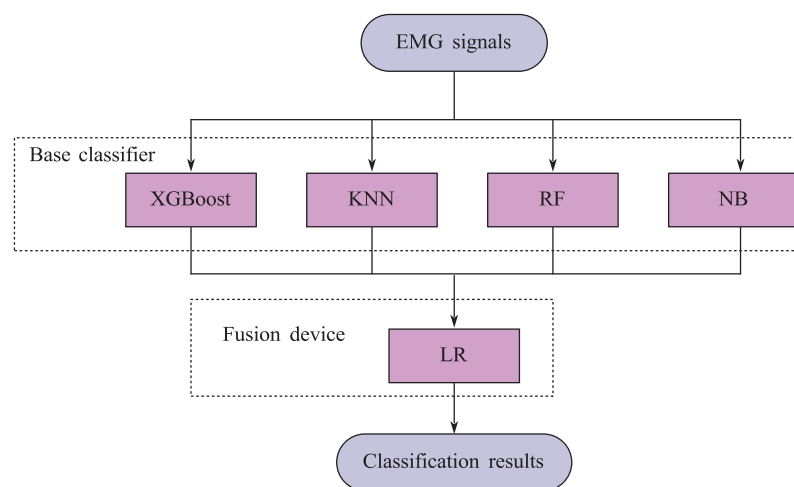 EMG signals
Base classifier
XGBoost
KNN
RF
NB
Fusion device
LR
Classification results